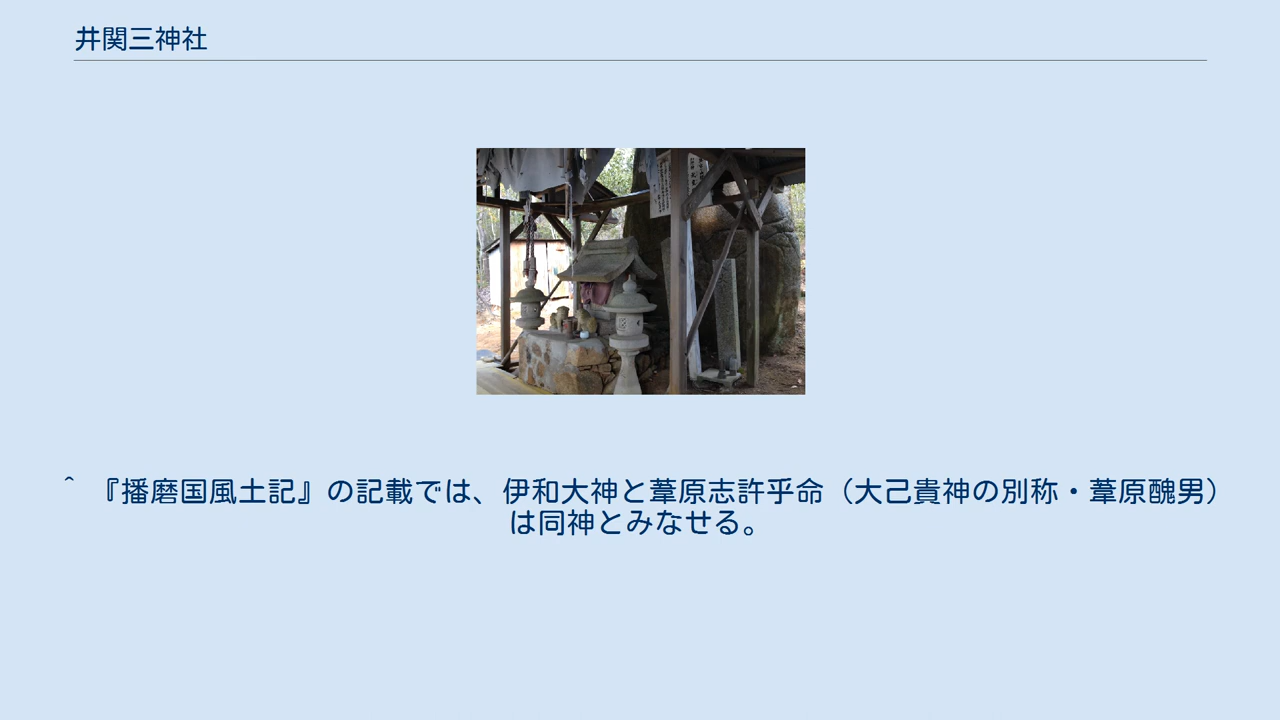 井関三神社
^ 『播磨国風土記』の記載では、伊和大神と葦原志許乎命（大己貴神の別称・葦原醜男）
は同神とみなせる。